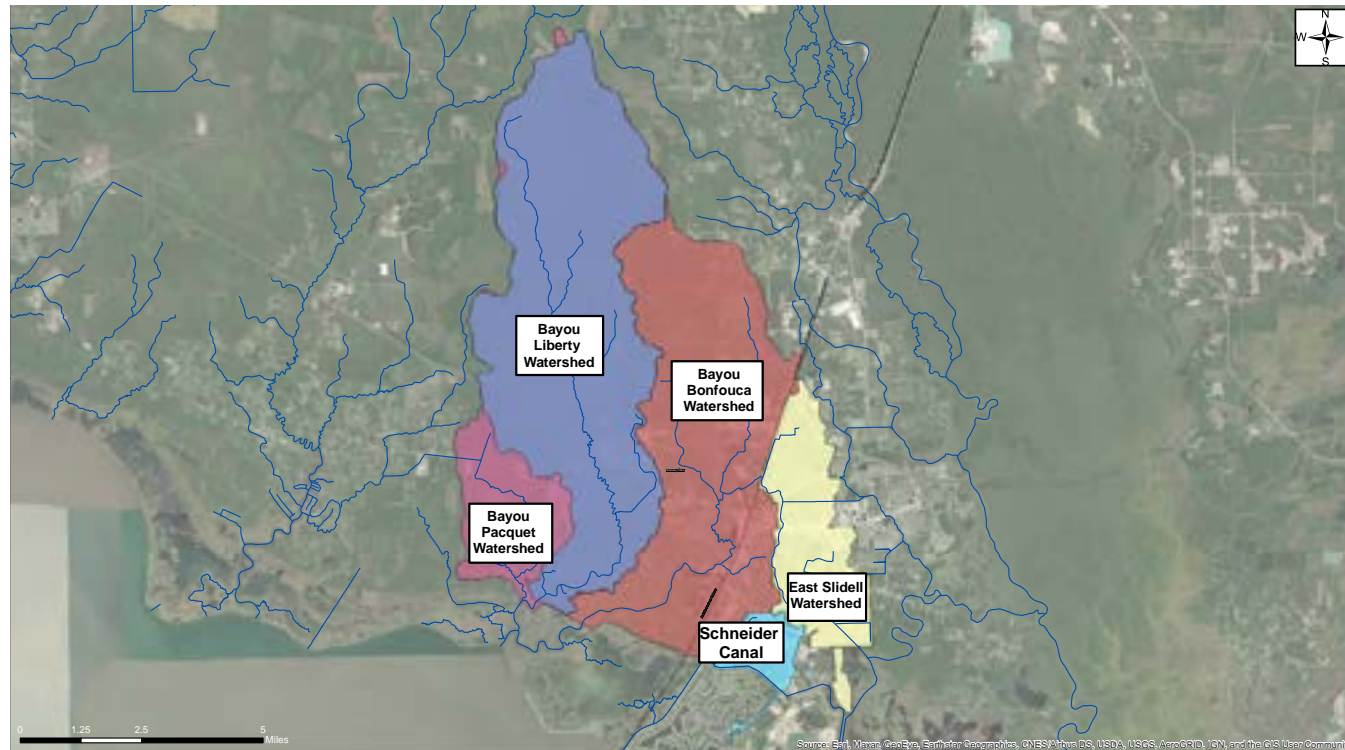 N
W
S
Bayou
Liberty
Watershed
Bayou
Bonfouca
Watershed
Bayou
Pacquet
Watershed
East Slidell
Watershed
Schneider
Canal
0 1.25 2.5 5
Miles
Source: Esri, Maxar, GeoEye, Earthstar Geographics, CNES/Airbus DS, USDA, USGS, AeroGRID, IGN, and the GIS User Communi